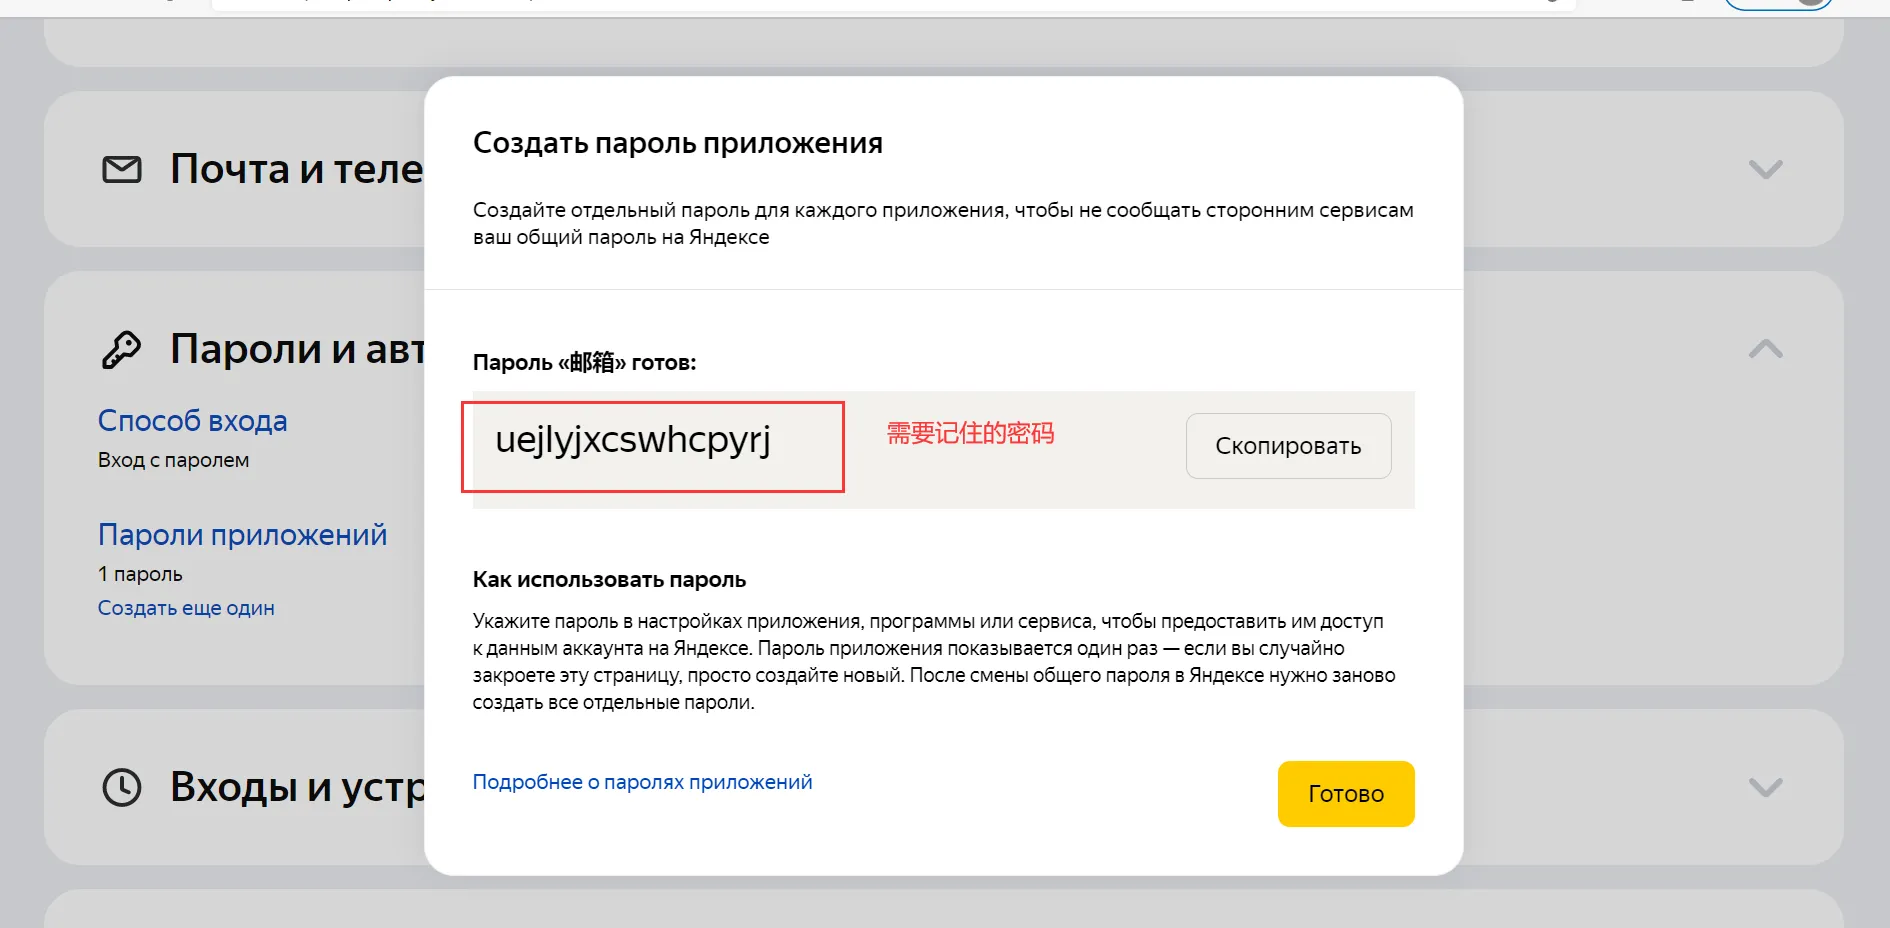 Почта и теле
Пароли и авт
Способ входа
Вход с паролем
Пароли приложений
1 пароль
Создать еще один
Входы и устр
Создать пароль приложения
Создайте отдельный пароль для каждого приложения, чтобы не сообщать сторонним сервисам
ваш общий пароль на Яндексе
Пароль «邮箱» готов:
uejlyjxcswhcpyrj
需要记住的密码
Скопировать
Как использовать пароль
Укажите пароль в настройках приложения, программы или сервиса, чтобы предоставить им доступ
к данным аккаунта на Яндексе. Пароль приложения показывается один раз — если вы случайно
закроете эту страницу, просто создайте новый. После смены общего пароля в Яндексе нужно заново
создать все отдельные пароли.
Подробнее о паролях приложений
Готово